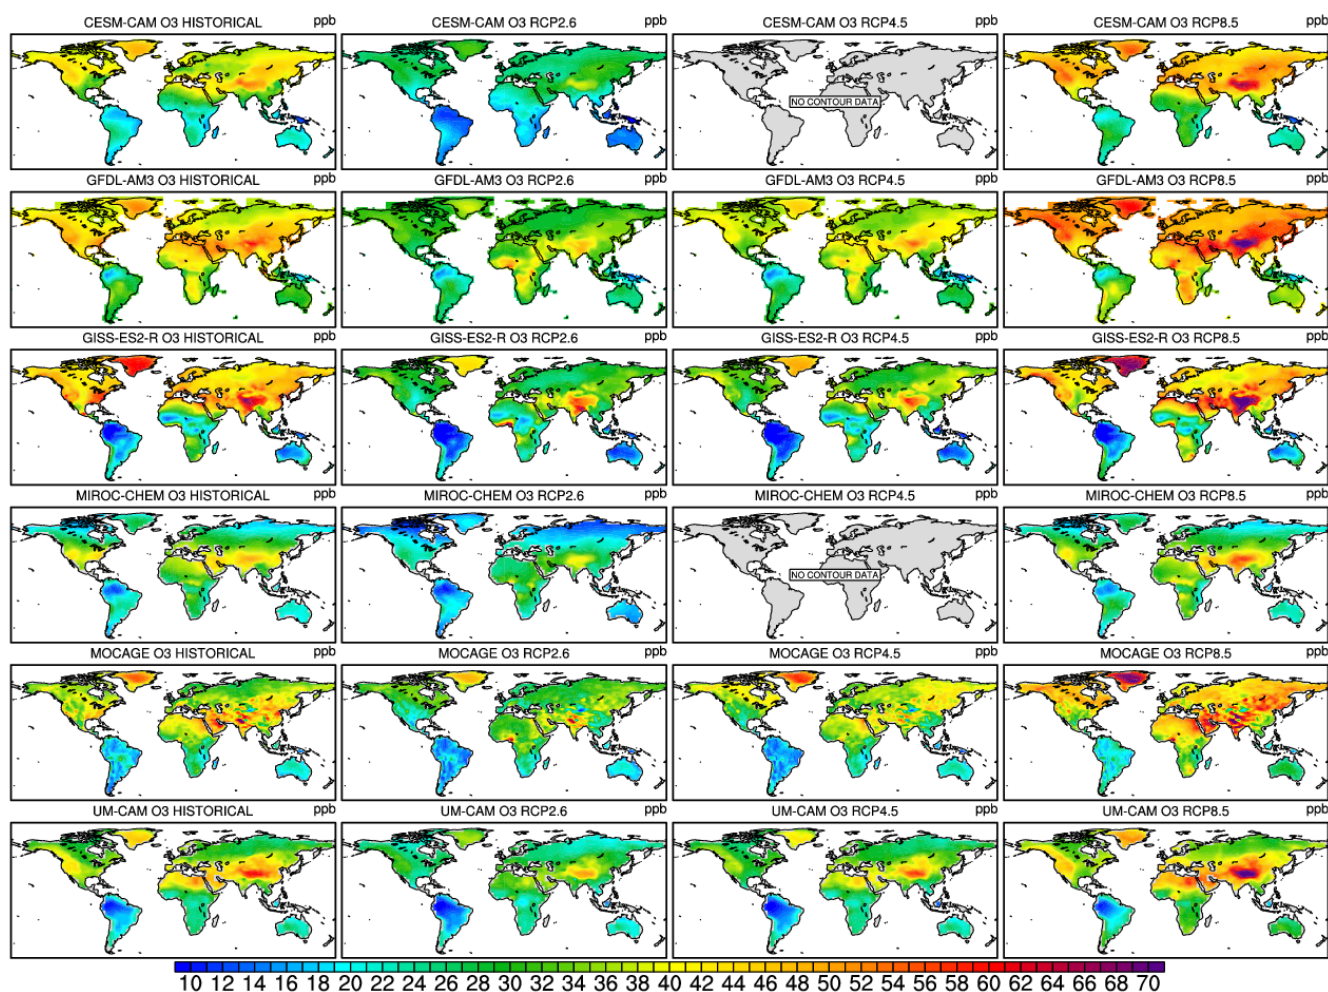 CESM-CAM O3 HISTORICAL ppb CESM-CAM O3 RCP2.6 ppb CESM-CAM O3 RCP4.5 ppb CESM-CAM O3 RCP8.5 ppb
NO CONTOUR DATA
GFDL-AM3 O3 HISTORICAL ppb GFDL-AM3 O3 RCP2.6 ppb GFDL-AM3 O3 RCP4.5 ppb GFDL-AM3 O3 RCP8.5 ppb
GISS-ES2-R O3 HISTORICAL ppb GISS-ES2-R O3 RCP2.6 ppb GISS-ES2-R O3 RCP4.5 ppb GISS-ES2-R O3 RCP8.5 ppb
MIROC-CHEM O3 HISTORICAL ppb MIROC-CHEM O3 RCP2.6 ppb MIROC-CHEM O3 RCP4.5 ppb MIROC-CHEM O3 RCP8.5 ppb
NO CONTOUR DATA
MOCAGE O3 HISTORICAL ppb MOCAGE O3 RCP2.6 ppb MOCAGE O3 RCP4.5 ppb MOCAGE O3 RCP8.5 ppb
UM-CAM O3 HISTORICAL ppb UM-CAM O3 RCP2.6 ppb UM-CAM O3 RCP4.5 ppb UM-CAM O3 RCP8.5 ppb
10 12 14 16 18 20 22 24 26 28 30 32 34 36 38 40 42 44 46 48 50 52 54 56 58 60 62 64 66 68 70